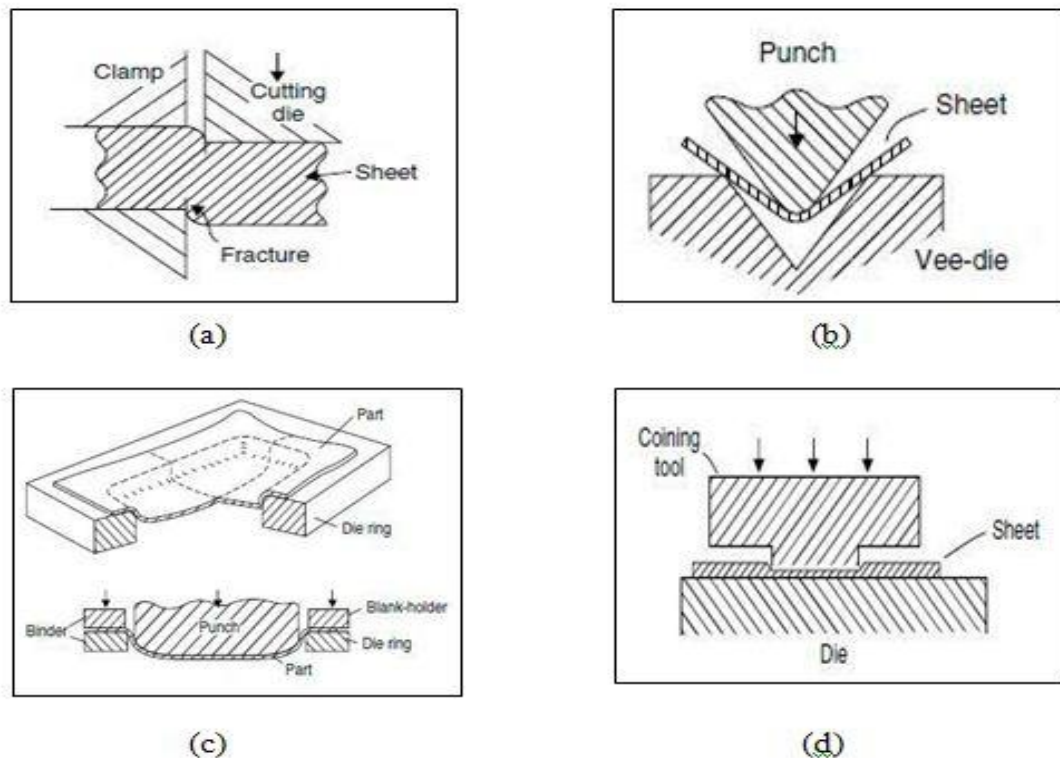 Clamp
Cutting
die
Sheet
Fracture
(a)
Punch
Sheet
Vee-die
(b)
Part
Die ring
Blank-holder
Binder
Punch
Die ring
Part
(c)
Coining
tool
Sheet
Die
(d)